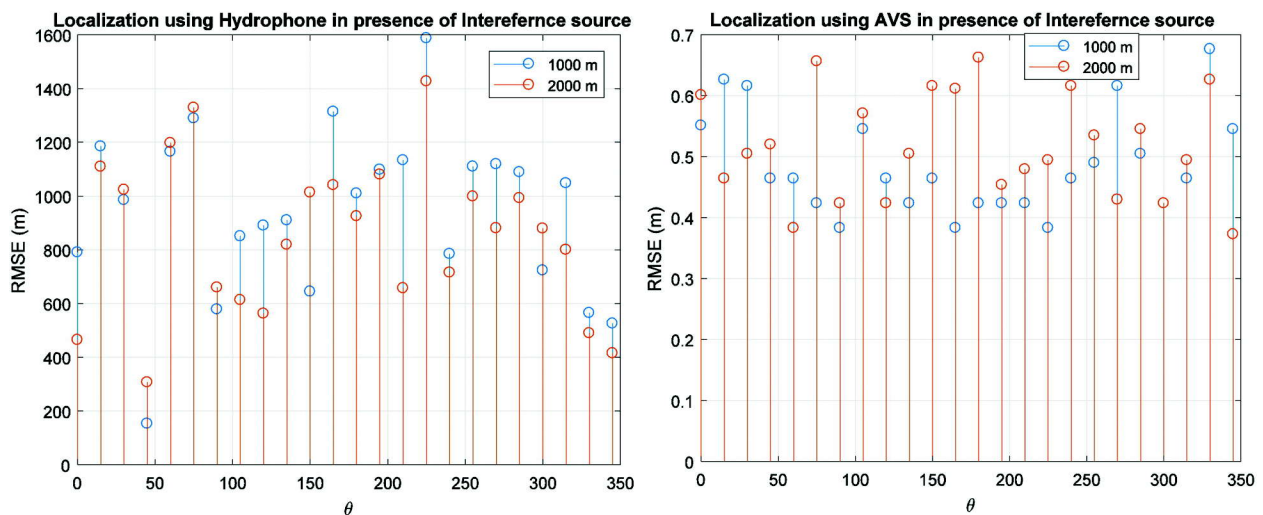 Localization using Hydrophone in presence of Interefernce source
1600
1400
1200
1000
800
600
400
200
0
RMSE (m)
1000 m
2000 m
0 50 100 150 200 250 300 350
θ
Localization using AVS in presence of Interefernce source
0.7
0.6
0.5
0.4
0.3
0.2
0.1
0
RMSE (m)
1000 m
2000 m
0 50 100 150 200 250 300 350
θ